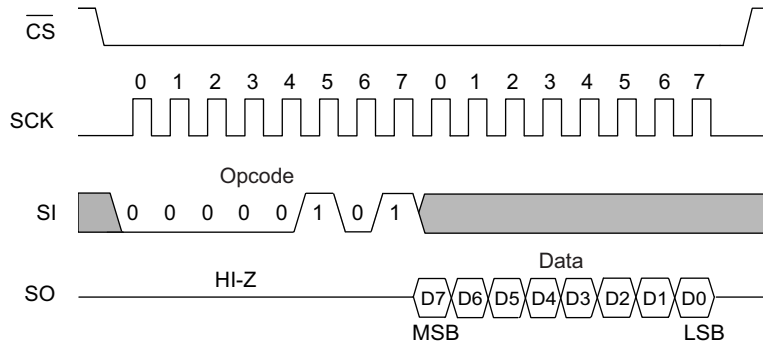 CS
0 1 2 3 4 5 6 7 0 1 2 3 4 5 6 7
SCK
Opcode
SI 0 0 0 0 0 1 0 1
Data
HI-Z
SO D7 D6 D5 D4 D3 D2 D1 D0
MSB LSB